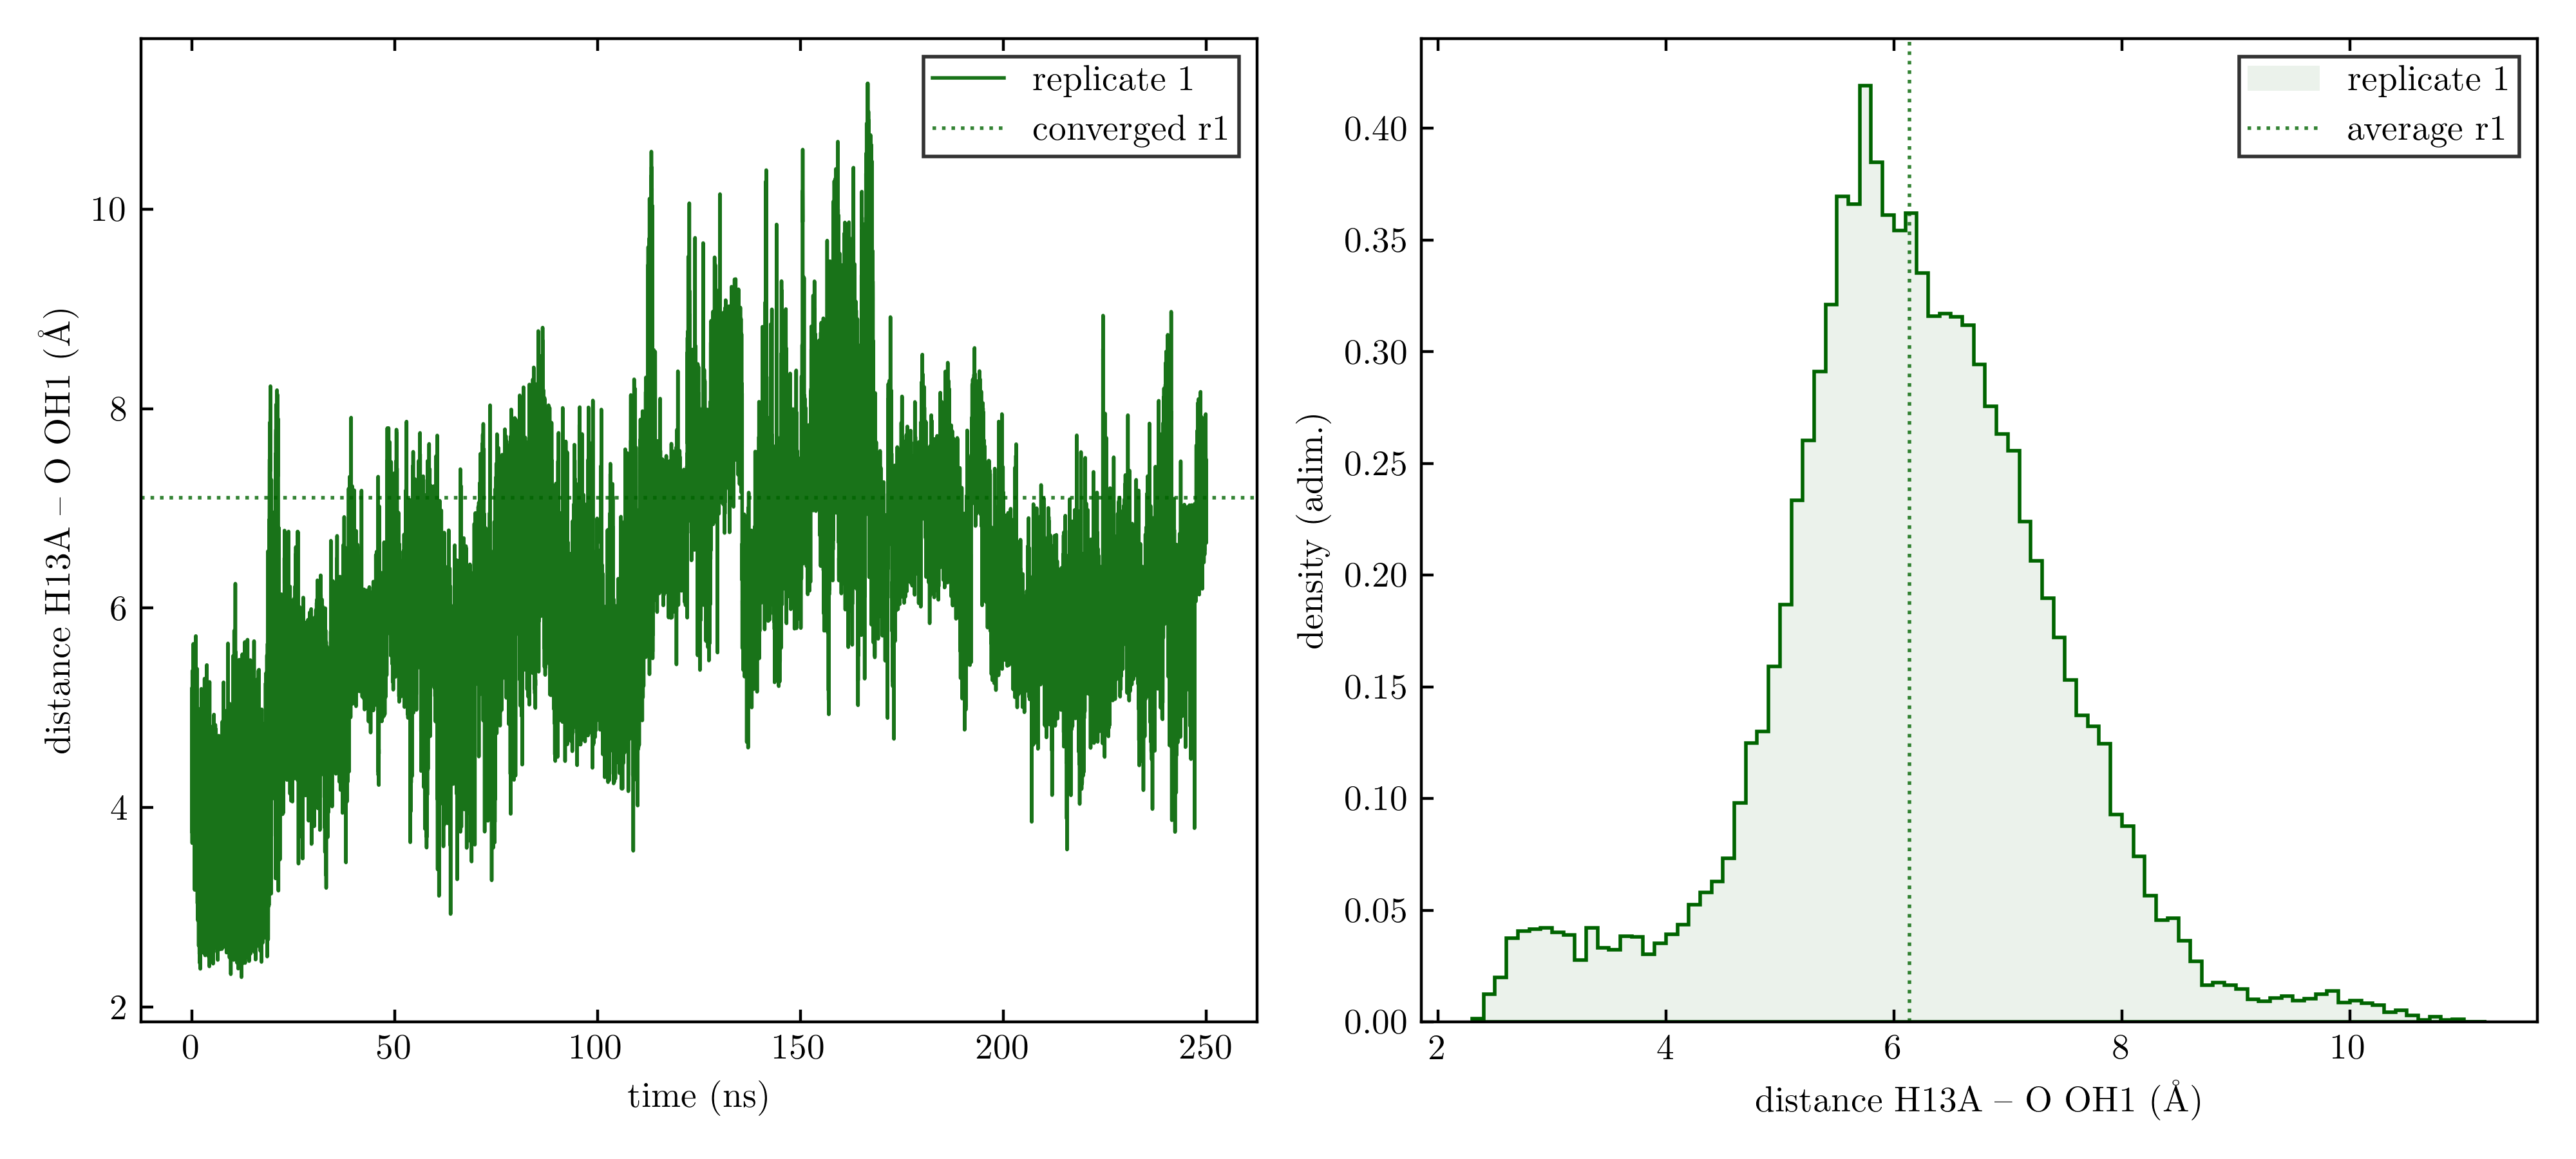 replicate 1
converged r1
10
8
6
4
2
distance H13A – O OH1 (Å)
0 50 100 150 200 250
time (ns)
replicate 1
average r1
0.40
0.35
0.30
0.25
0.20
0.15
0.10
0.05
0.00
density (adim.)
2 4 6 8 10
distance H13A – O OH1 (Å)